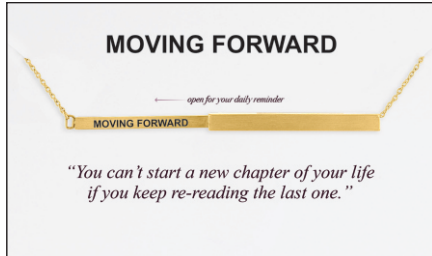 MOVING FORWARD
open for your daily reminder
MOVING FORWARD
“You can’t start a new chapter of your life
if you keep re-reading the last one.”